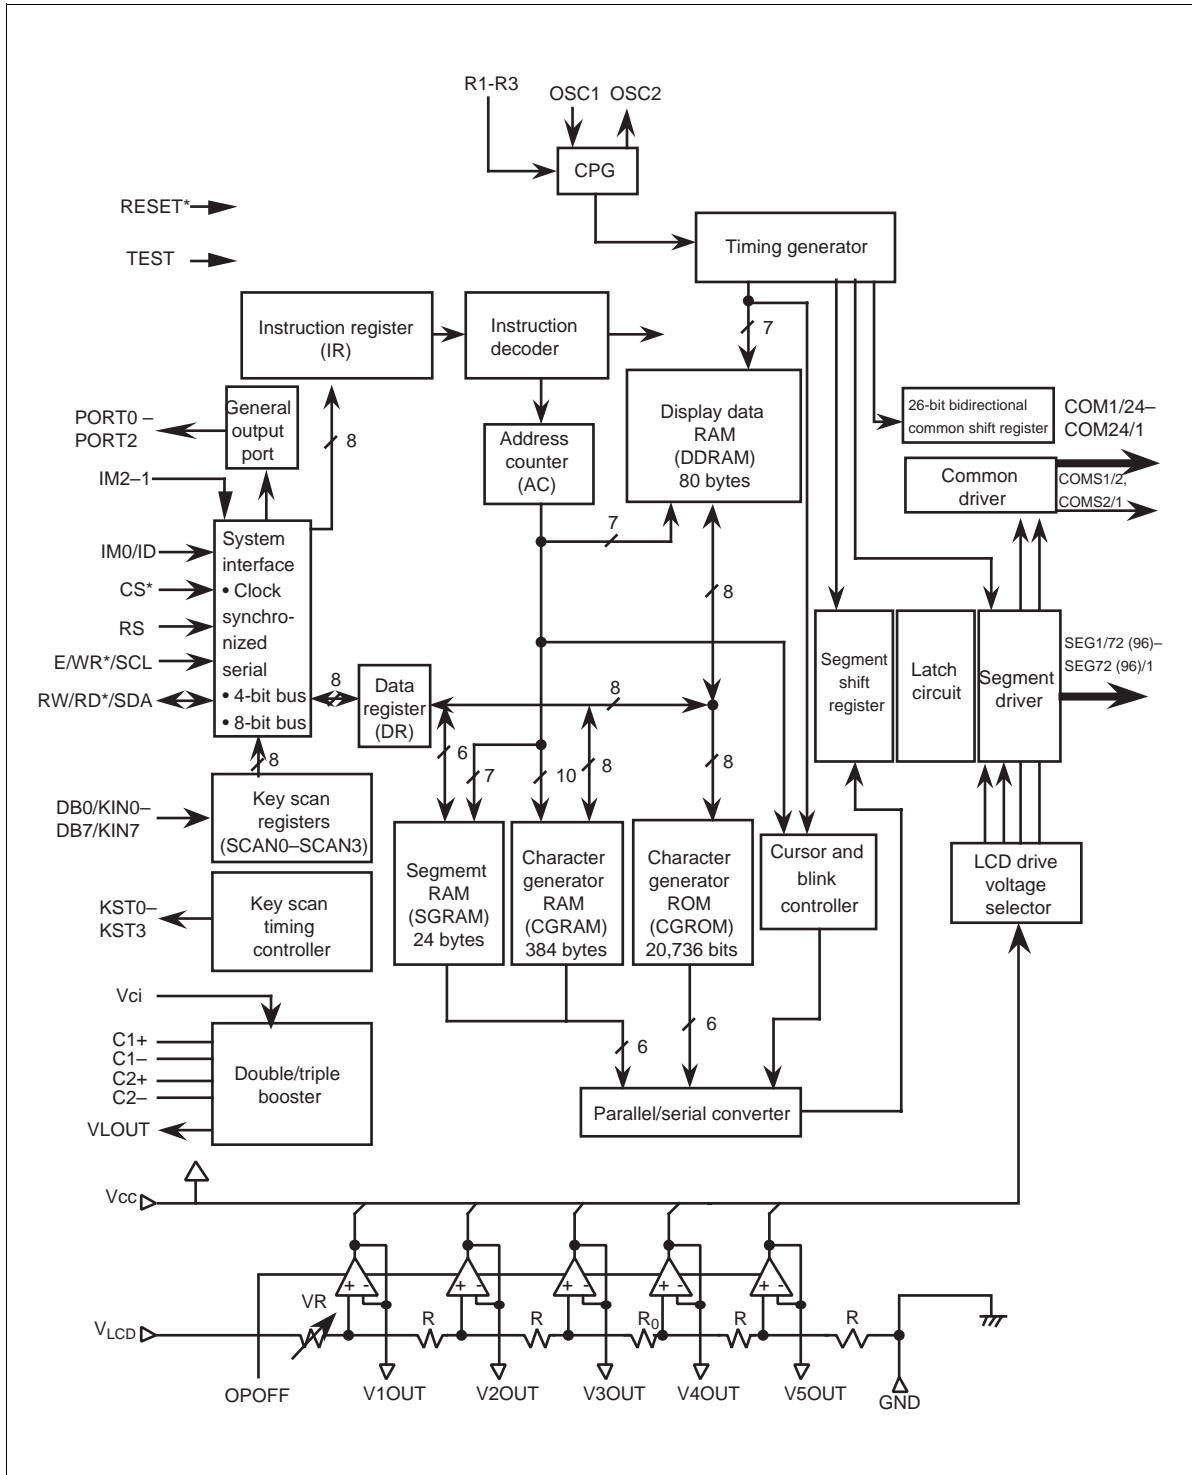 R1-R3
OSC1 OSC2
CPG
RESET*
TEST
Timing generator
Instruction register
(IR)
Instruction
decoder
7
PORT0 –
PORT2
General
output
port
8
Address
counter
(AC)
Display data
RAM
(DDRAM)
80 bytes
26-bit bidirectional
common shift register
COM1/24–
COM24/1
Common
driver
COMS1/2,
COMS2/1
IM2–1
IM0/ID
CS*
RS
E/WR*/SCL
RW/RD*/SDA
System
interface
• Clock
synchro-
nized
serial
• 4-bit bus
• 8-bit bus
7
8
8
Data
register
(DR)
8
Segment
shift
register
Latch
circuit
Segment
driver
SEG1/72 (96)–
SEG72 (96)/1
8
6
7
10
8
8
DB0/KIN0–
DB7/KIN7
Key scan
registers
(SCAN0–SCAN3)
KST0–
KST3
Key scan
timing
controller
Segmemt
RAM
(SGRAM)
24 bytes
Character
generator
RAM
(CGRAM)
384 bytes
Character
generator
ROM
(CGROM)
20,736 bits
Cursor and
blink
controller
LCD drive
voltage
selector
Vci
C1+
C1–
C2+
C2–
VLOUT
Double/triple
booster
6
6
Parallel/serial converter
Vcc
+ - + - + - + - + -
VR
R R R0 R R
VLCD
OPOFF V1OUT V2OUT V3OUT V4OUT V5OUT GND